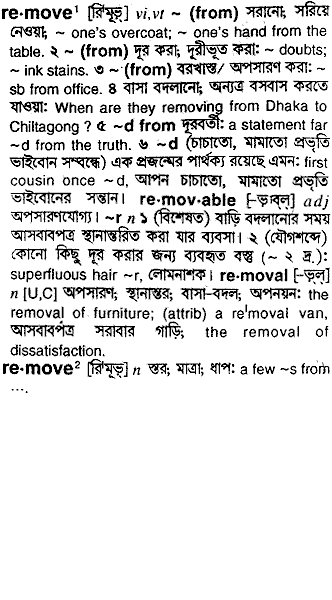 re·move¹ [রিমূভ্] vi,vt ~ (from) সরানো; সরিয়ে
নেওয়া; ~ one's overcoat; ~ one's hand from the
table. ২ ~ (from) দূর করা; দূরীভূত করা: ~ doubts;
~ ink stains. ৩ ~ (from) বরখাস্ত/ অপসারণ করা: ~
sb from office. ৪ বাসা বদলানো; অন্যত্র বসবাস করতে
যাওয়া: When are they removing from Dhaka to
Chiltagong ? ৫ ~d from দূরবর্তী: a statement far
~d from the truth. ৬ ~d (চাচাতো, মামাতো প্রভৃতি
ভাইবোন সম্বন্ধে) এক প্রজন্মের পার্থক্য রয়েছে এমন: first
cousin once ~d, আপন চাচাতো, মামাতো প্রভৃতি
ভাইবোনের সন্তান। re·mov·able [-ভাব্‌ল্] adj
অপসারণযোগ্য। ~r n ১ (বিশেষত) বাড়ি বদলানোর সময়
আসবাবপত্র স্থানান্তরিত করা যার ব্যবসা। ২ (যৌগশব্দে)
কোনো কিছু দূর করার জন্য ব্যবহৃত বস্তু (~ ২ দ্র.):
superfluous hair ~r, লোমনাশক। re·moval [-ভ্‌ল্]
n [U,C] অপসারণ; স্থানান্তর; বাসা-বদল; অপনয়ন: the
removal of furniture; (attrib) a re'moval van,
আসবাবপত্র সরাবার গাড়ি; the removal of
dissatisfaction.
re·move² [রিমূভ্] n স্তর; মাত্রা; ধাপ: a few ~s from
....